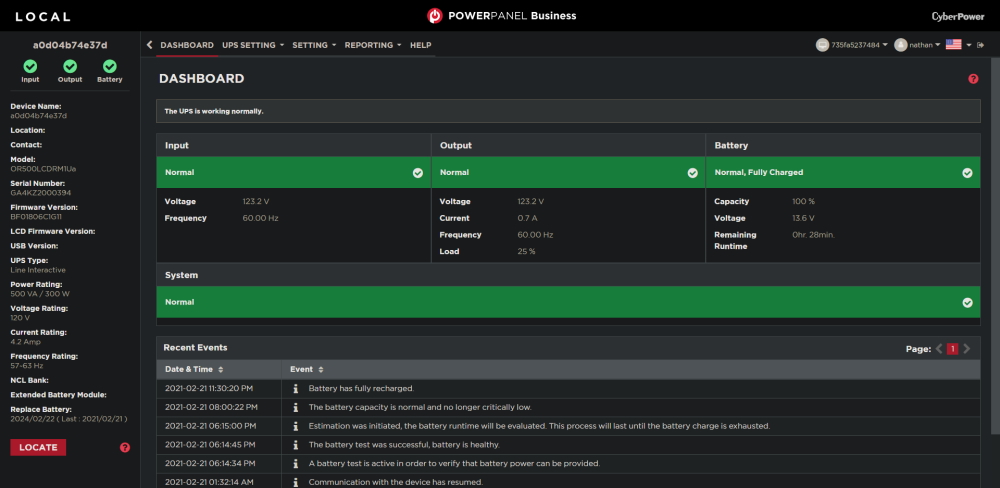 LOCAL
POWERPANEL Business
CyberPower
a0d04b74e37d
Input
Output
Battery
Device Name:
a0d04b74e37d
Location:
Contact:
Model:
OR500LCDRM1Ua
Serial Number:
GA4KZ2000394
Firmware Version:
BF01806C1G11
LCD Firmware Version:
USB Version:
UPS Type:
Line Interactive
Power Rating:
500 VA / 300 W
Voltage Rating:
120 V
Current Rating:
4.2 Amp
Frequency Rating:
57-63 Hz
NCL Bank:
Extended Battery Module:
Replace Battery:
2024/02/22 ( Last : 2021/02/21 )
LOCATE
?
DASHBOARD UPS SETTING SETTING REPORTING HELP
735fa5237484 nathan
DASHBOARD
?
The UPS is working normally.
Input
Normal
Voltage 123.2 V
Frequency 60.00 Hz
Output
Normal
Voltage 123.2 V
Current 0.7 A
Frequency 60.00 Hz
Load 25 %
Battery
Normal, Fully Charged
Capacity 100 %
Voltage 13.6 V
Remaining 0hr. 28min.
Runtime
System
Normal
Recent Events
Page: 1
Date & Time Event
2021-02-21 11:30:20 PM Battery has fully recharged.
2021-02-21 08:00:22 PM The battery capacity is normal and no longer critically low.
2021-02-21 06:15:00 PM Estimation was initiated, the battery runtime will be evaluated. This process will last until the battery charge is exhausted.
2021-02-21 06:14:45 PM The battery test was successful, battery is healthy.
2021-02-21 06:14:34 PM A battery test is active in order to verify that battery power can be provided.
2021-02-21 01:32:14 AM Communication with the device has resumed.